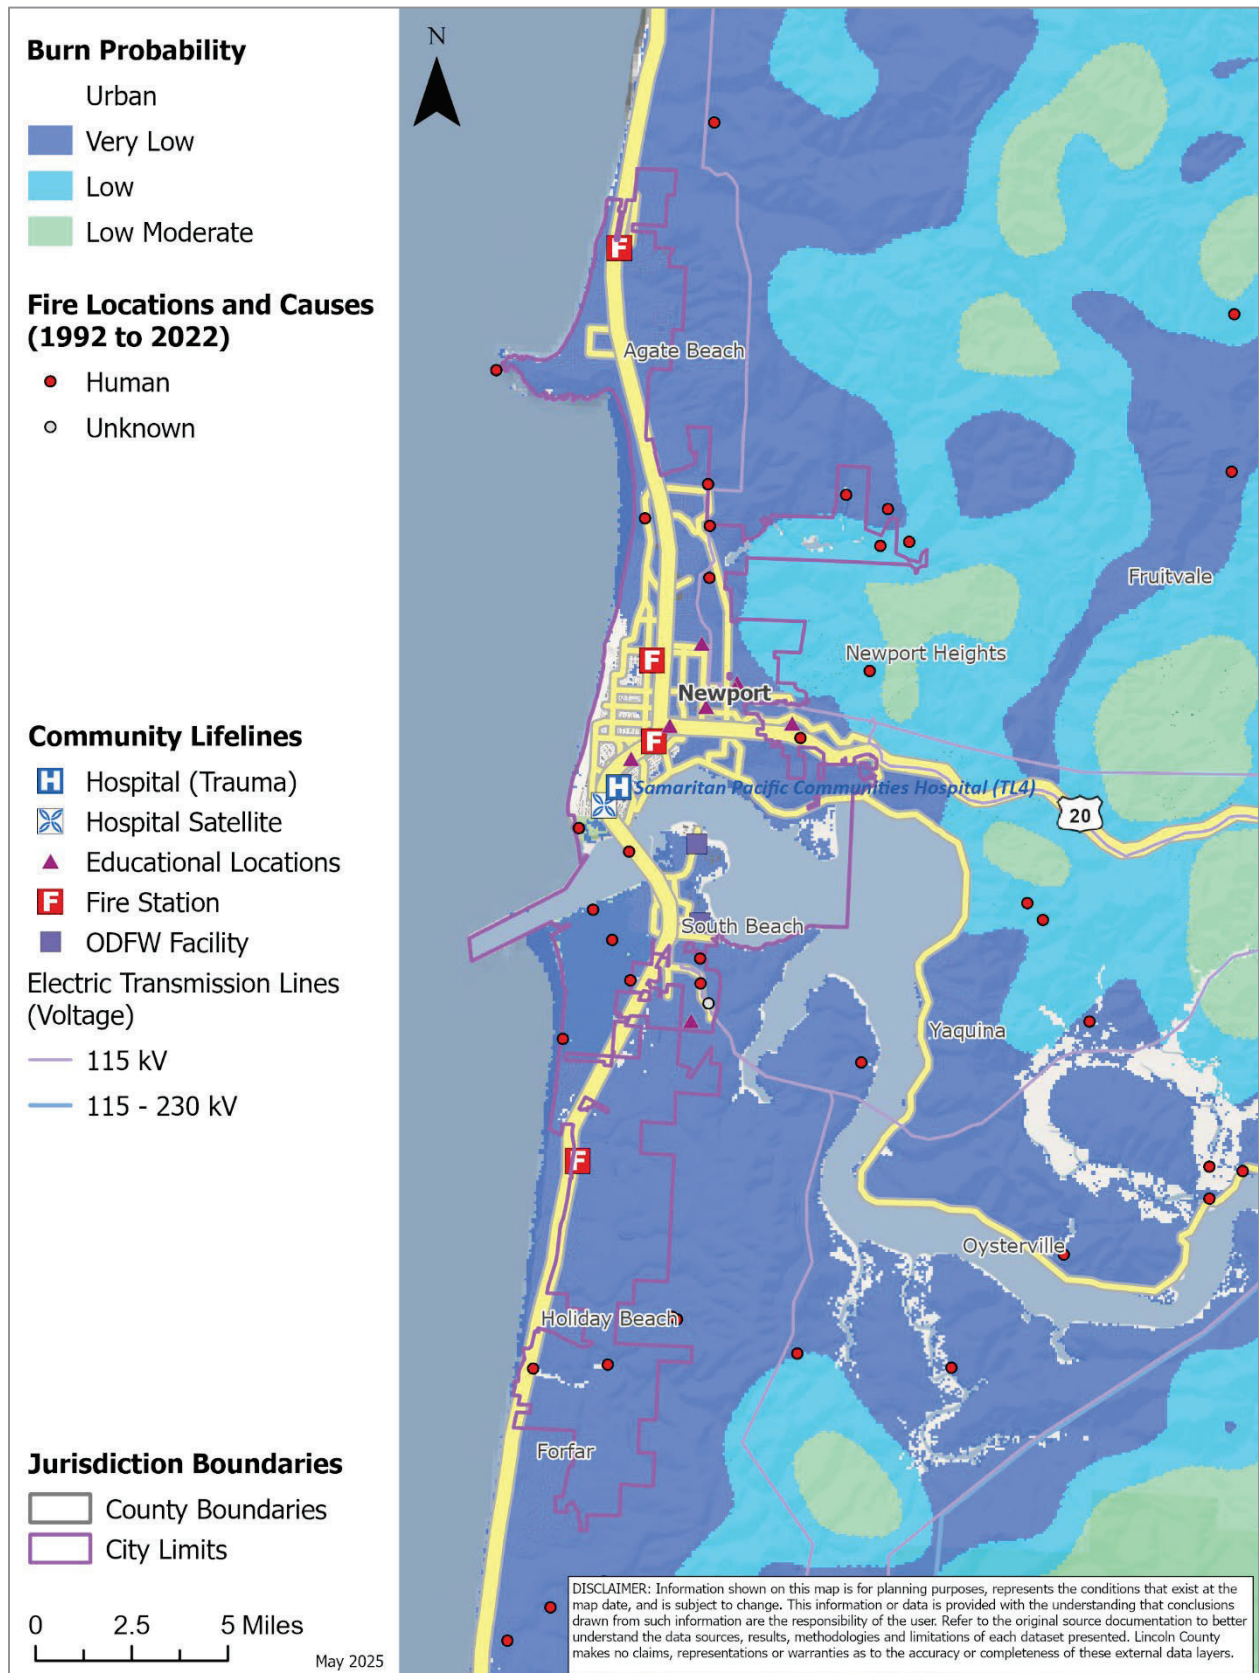 Burn Probability
Urban
Very Low
Low
Low Moderate
Fire Locations and Causes
(1992 to 2022)
Human
Unknown
Community Lifelines
H Hospital (Trauma)
Hospital Satellite
Educational Locations
F Fire Station
ODFW Facility
Electric Transmission Lines
(Voltage)
115 kV
115 - 230 kV
Jurisdiction Boundaries
County Boundaries
City Limits
0 2.5 5 Miles
May 2025
N
F
Agate Beach
Fruitvale
Newport Heights
F
Newport
F
H Samaritan Pacific Communities Hospital (TL4)
20
South Beach
Yaquina
F
Oysterville
Holiday Beach
Forfar
DISCLAIMER: Information shown on this map is for planning purposes, represents the conditions that exist at the
map date, and is subject to change. This information or data is provided with the understanding that conclusions
drawn from such information are the responsibility of the user. Refer to the original source documentation to better
understand the data sources, results, methodologies and limitations of each dataset presented. Lincoln County
makes no claims, representations or warranties as to the accuracy or completeness of these external data layers.